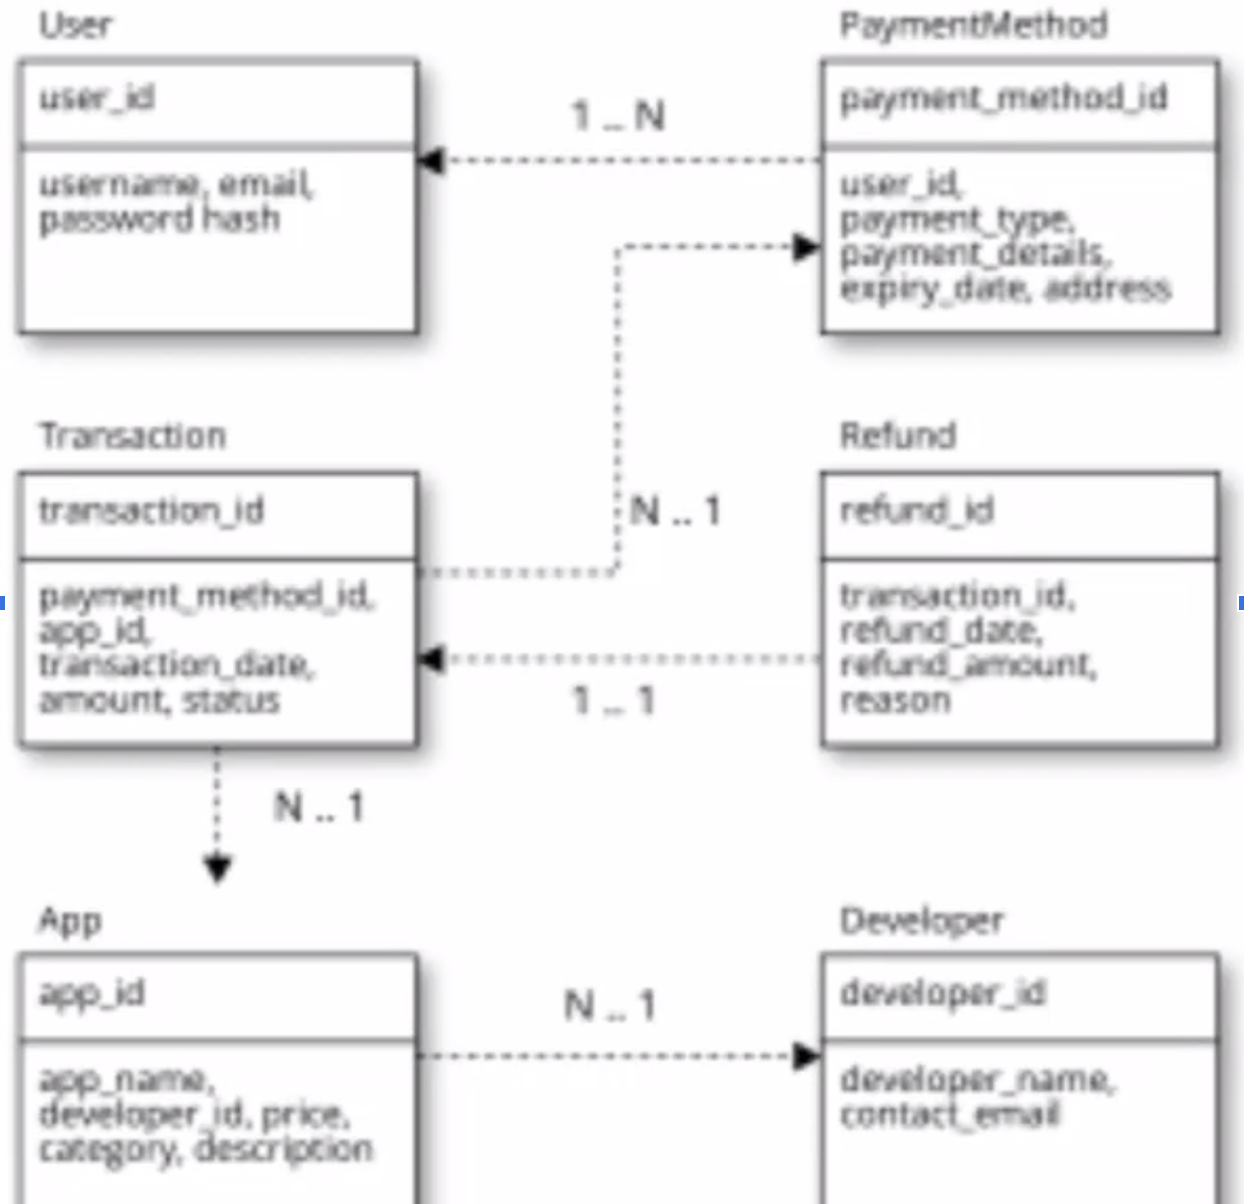 User
user_id
username, email,
password hash
1 .. N
PaymentMethod
payment_method_id
user_id,
payment_type,
payment_details,
expiry_date, address
Transaction
transaction_id
payment_method_id,
app_id,
transaction_date,
amount, status
N .. 1
Refund
refund_id
transaction_id,
refund_date,
refund_amount,
reason
1 .. 1
N .. 1
App
app_id
app_name,
developer_id, price,
category, description
N .. 1
Developer
developer_id
developer_name,
contact_email